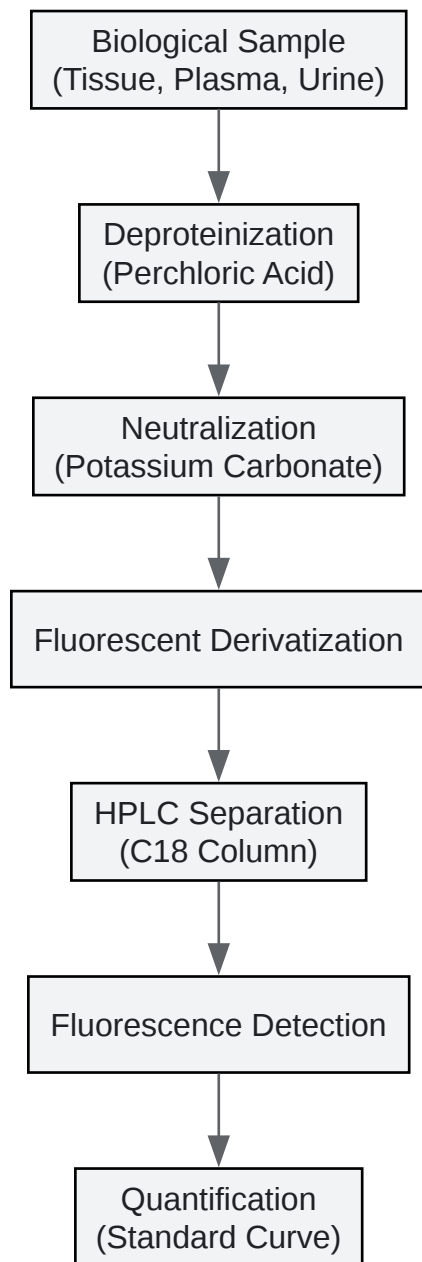 Biological Sample
(Tissue, Plasma, Urine)
Deproteinization
(Perchloric Acid)
Neutralization
(Potassium Carbonate)
Fluorescent Derivatization
HPLC Separation
(C18 Column)
Fluorescence Detection
Quantification
(Standard Curve)